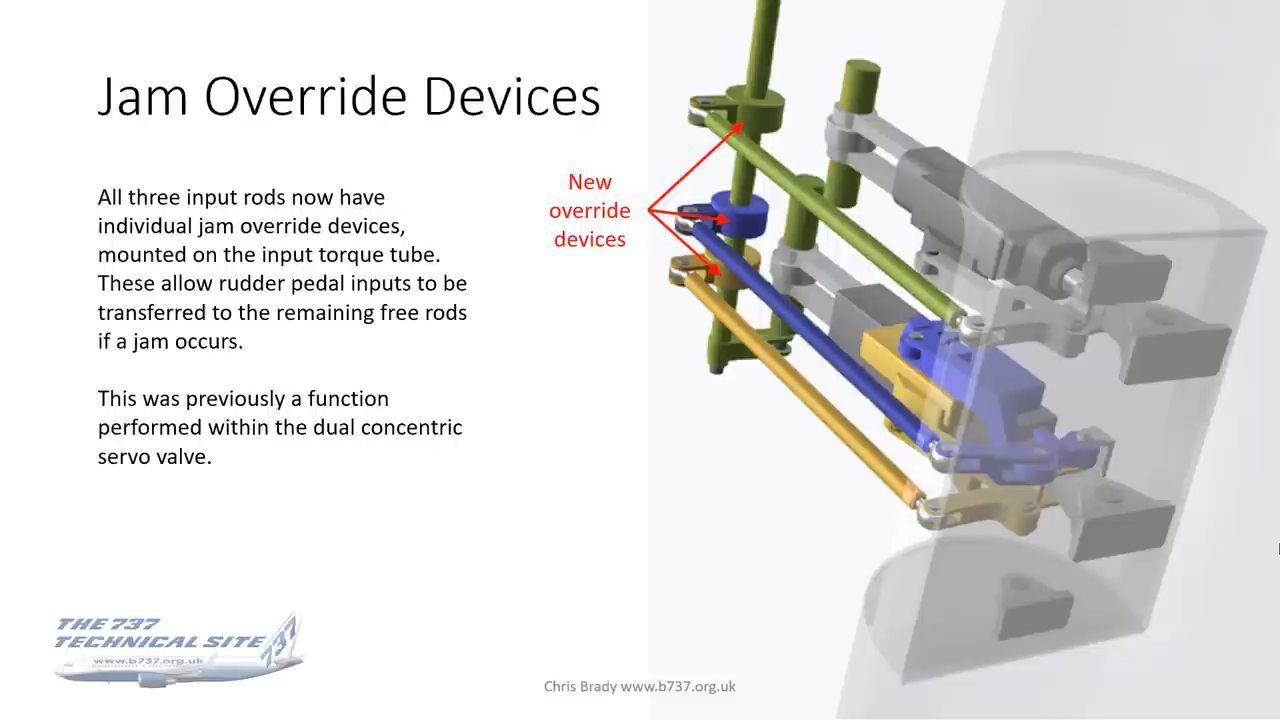 Jam Override Devices
All three input rods now have
individual jam override devices,
mounted on the input torque tube.
These allow rudder pedal inputs to be
transferred to the remaining free rods
if a jam occurs.
This was previously a function
performed within the dual concentric
servo valve.
New
override
devices
THE 737
TECHNICAL SITE
737
www.b737.org.uk
Chris Brady www.b737.org.uk